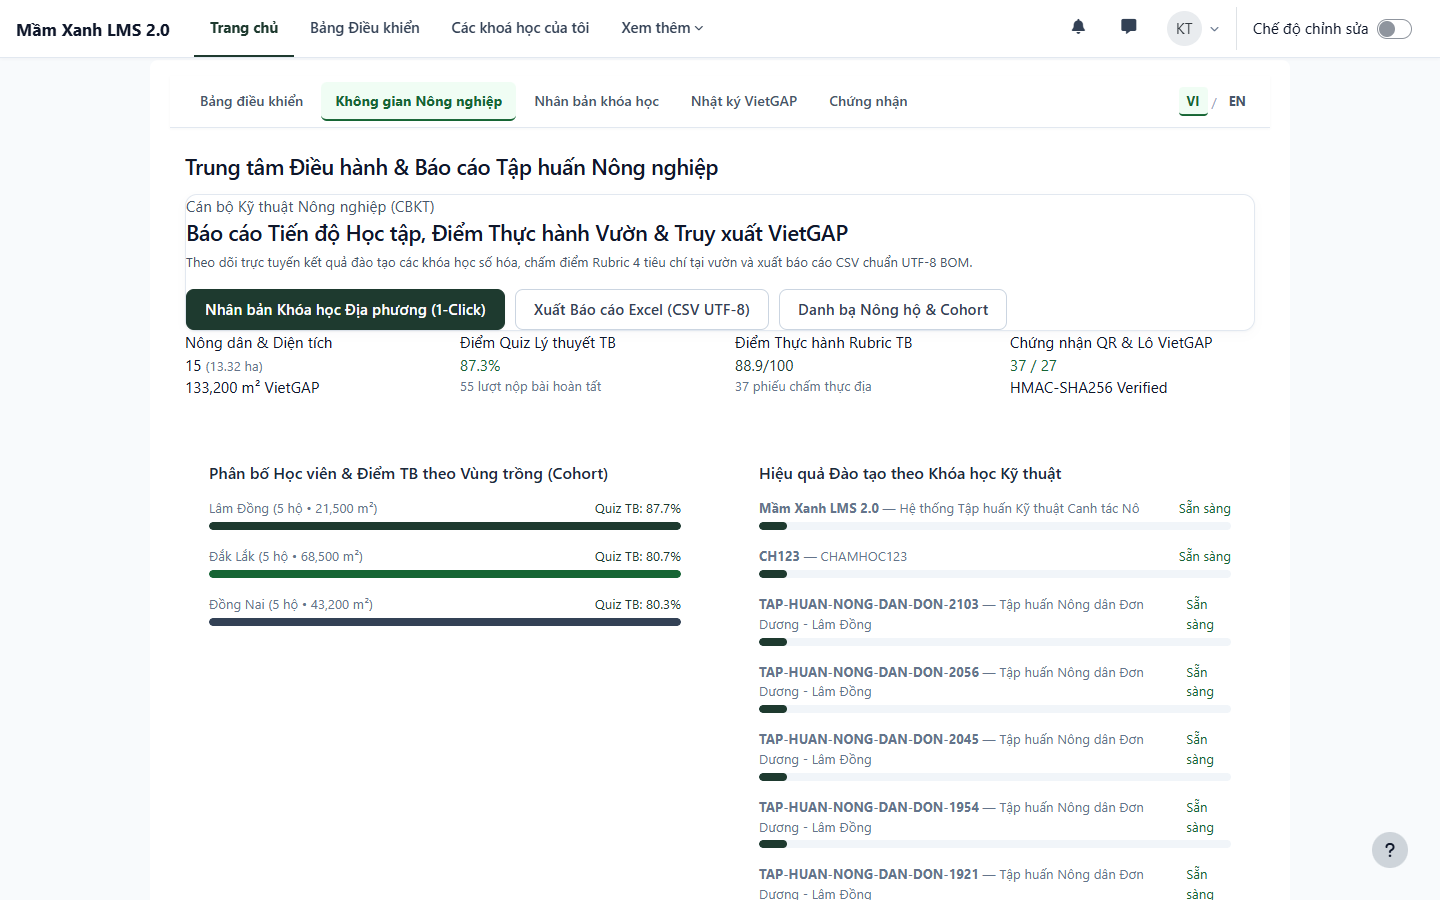 Mầm Xanh LMS 2.0
Trang chủ
Bảng Điều khiển
Các khoá học của tôi
Xem thêm
KT
Chế độ chỉnh sửa
Bảng điều khiển
Không gian Nông nghiệp
Nhân bản khóa học
Nhật ký VietGAP
Chứng nhận
VI / EN
Trung tâm Điều hành & Báo cáo Tập huấn Nông nghiệp
Cán bộ Kỹ thuật Nông nghiệp (CBKT)
Báo cáo Tiến độ Học tập, Điểm Thực hành Vườn & Truy xuất VietGAP
Theo dõi trực tuyến kết quả đào tạo các khóa học số hóa, chấm điểm Rubric 4 tiêu chí tại vườn và xuất báo cáo CSV chuẩn UTF-8 BOM.
Nhân bản Khóa học Địa phương (1-Click)
Xuất Báo cáo Excel (CSV UTF-8)
Danh bạ Nông hộ & Cohort
Nông dân & Diện tích
15 (13.32 ha)
133,200 m² VietGAP
Điểm Quiz Lý thuyết TB
87.3%
55 lượt nộp bài hoàn tất
Điểm Thực hành Rubric TB
88.9/100
37 phiếu chấm thực địa
Chứng nhận QR & Lô VietGAP
37 / 27
HMAC-SHA256 Verified
Phân bố Học viên & Điểm TB theo Vùng trồng (Cohort)
Lâm Đồng (5 hộ • 21,500 m²)
Quiz TB: 87.7%
Đắk Lắk (5 hộ • 68,500 m²)
Quiz TB: 80.7%
Đồng Nai (5 hộ • 43,200 m²)
Quiz TB: 80.3%
Hiệu quả Đào tạo theo Khóa học Kỹ thuật
Mầm Xanh LMS 2.0 — Hệ thống Tập huấn Kỹ thuật Canh tác Nô
Sẵn sàng
CH123 — CHAMHOC123
Sẵn sàng
TAP-HUAN-NONG-DAN-DON-2103 — Tập huấn Nông dân Đơn
Dương - Lâm Đồng
Sẵn
sàng
TAP-HUAN-NONG-DAN-DON-2056 — Tập huấn Nông dân Đơn
Dương - Lâm Đồng
Sẵn
sàng
TAP-HUAN-NONG-DAN-DON-2045 — Tập huấn Nông dân Đơn
Dương - Lâm Đồng
Sẵn
sàng
TAP-HUAN-NONG-DAN-DON-1954 — Tập huấn Nông dân Đơn
Dương - Lâm Đồng
Sẵn
sàng
TAP-HUAN-NONG-DAN-DON-1921 — Tập huấn Nông dân Đơn
Dương - Lâm Đồng
Sẵn
sàng
?